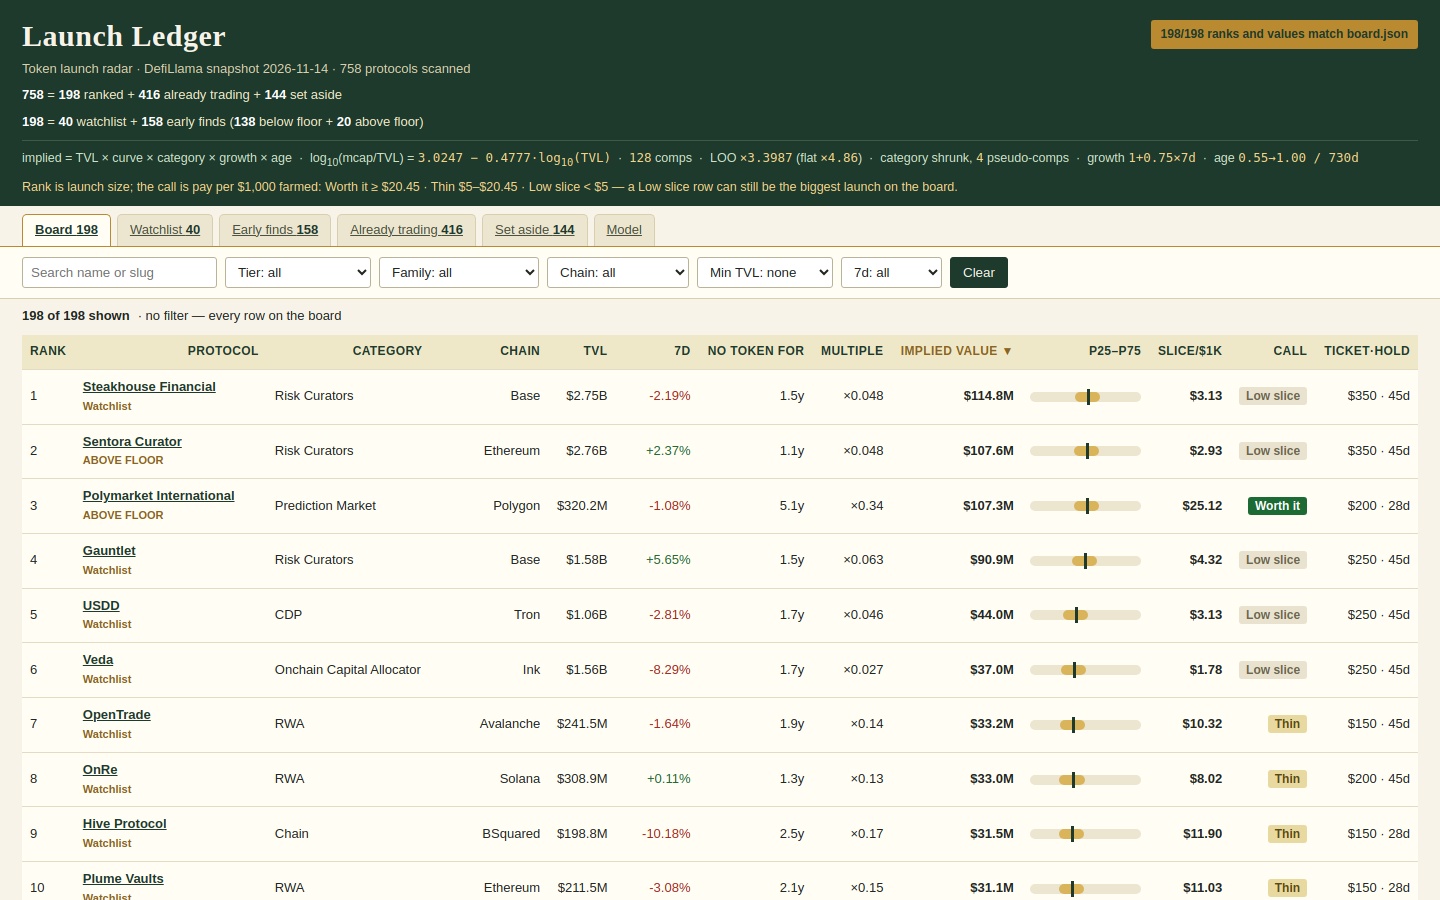 Launch Ledger
198/198 ranks and values match board.json
Token launch radar · DefiLlama snapshot 2026-11-14 · 758 protocols scanned
758 = 198 ranked + 416 already trading + 144 set aside
198 = 40 watchlist + 158 early finds (138 below floor + 20 above floor)
implied = TVL × curve × category × growth × age · log10(mcap/TVL) = 3.0247 − 0.4777·log10(TVL) · 128 comps · LOO ×3.3987 (flat ×4.86) · category shrunk, 4 pseudo-comps · growth 1+0.75×7d · age 0.55→1.00 / 730d
Rank is launch size; the call is pay per $1,000 farmed: Worth it ≥ $20.45 · Thin $5–$20.45 · Low slice < $5 — a Low slice row can still be the biggest launch on the board.
Board 198 Watchlist 40 Early finds 158 Already trading 416 Set aside 144 Model
Search name or slug Tier: all Family: all Chain: all Min TVL: none 7d: all Clear
198 of 198 shown · no filter — every row on the board
RANK PROTOCOL CATEGORY CHAIN TVL 7D NO TOKEN FOR MULTIPLE IMPLIED VALUE ▼ P25–P75 SLICE/$1K CALL TICKET·HOLD
1 Steakhouse Financial Risk Curators Base $2.75B -2.19% 1.5y ×0.048 $114.8M $3.13 Low slice $350 · 45d
Watchlist
2 Sentora Curator Risk Curators Ethereum $2.76B +2.37% 1.1y ×0.048 $107.6M $2.93 Low slice $350 · 45d
ABOVE FLOOR
3 Polymarket International Prediction Market Polygon $320.2M -1.08% 5.1y ×0.34 $107.3M $25.12 Worth it $200 · 28d
ABOVE FLOOR
4 Gauntlet Risk Curators Base $1.58B +5.65% 1.5y ×0.063 $90.9M $4.32 Low slice $250 · 45d
Watchlist
5 USDD CDP Tron $1.06B -2.81% 1.7y ×0.046 $44.0M $3.13 Low slice $250 · 45d
Watchlist
6 Veda Onchain Capital Allocator Ink $1.56B -8.29% 1.7y ×0.027 $37.0M $1.78 Low slice $250 · 45d
Watchlist
7 OpenTrade RWA Avalanche $241.5M -1.64% 1.9y ×0.14 $33.2M $10.32 Thin $150 · 45d
Watchlist
8 OnRe RWA Solana $308.9M +0.11% 1.3y ×0.13 $33.0M $8.02 Thin $200 · 45d
Watchlist
9 Hive Protocol Chain BSquared $198.8M -10.18% 2.5y ×0.17 $31.5M $11.90 Thin $150 · 28d
Watchlist
10 Plume Vaults RWA Ethereum $211.5M -3.08% 2.1y ×0.15 $31.1M $11.03 Thin $150 · 28d
Watchlist